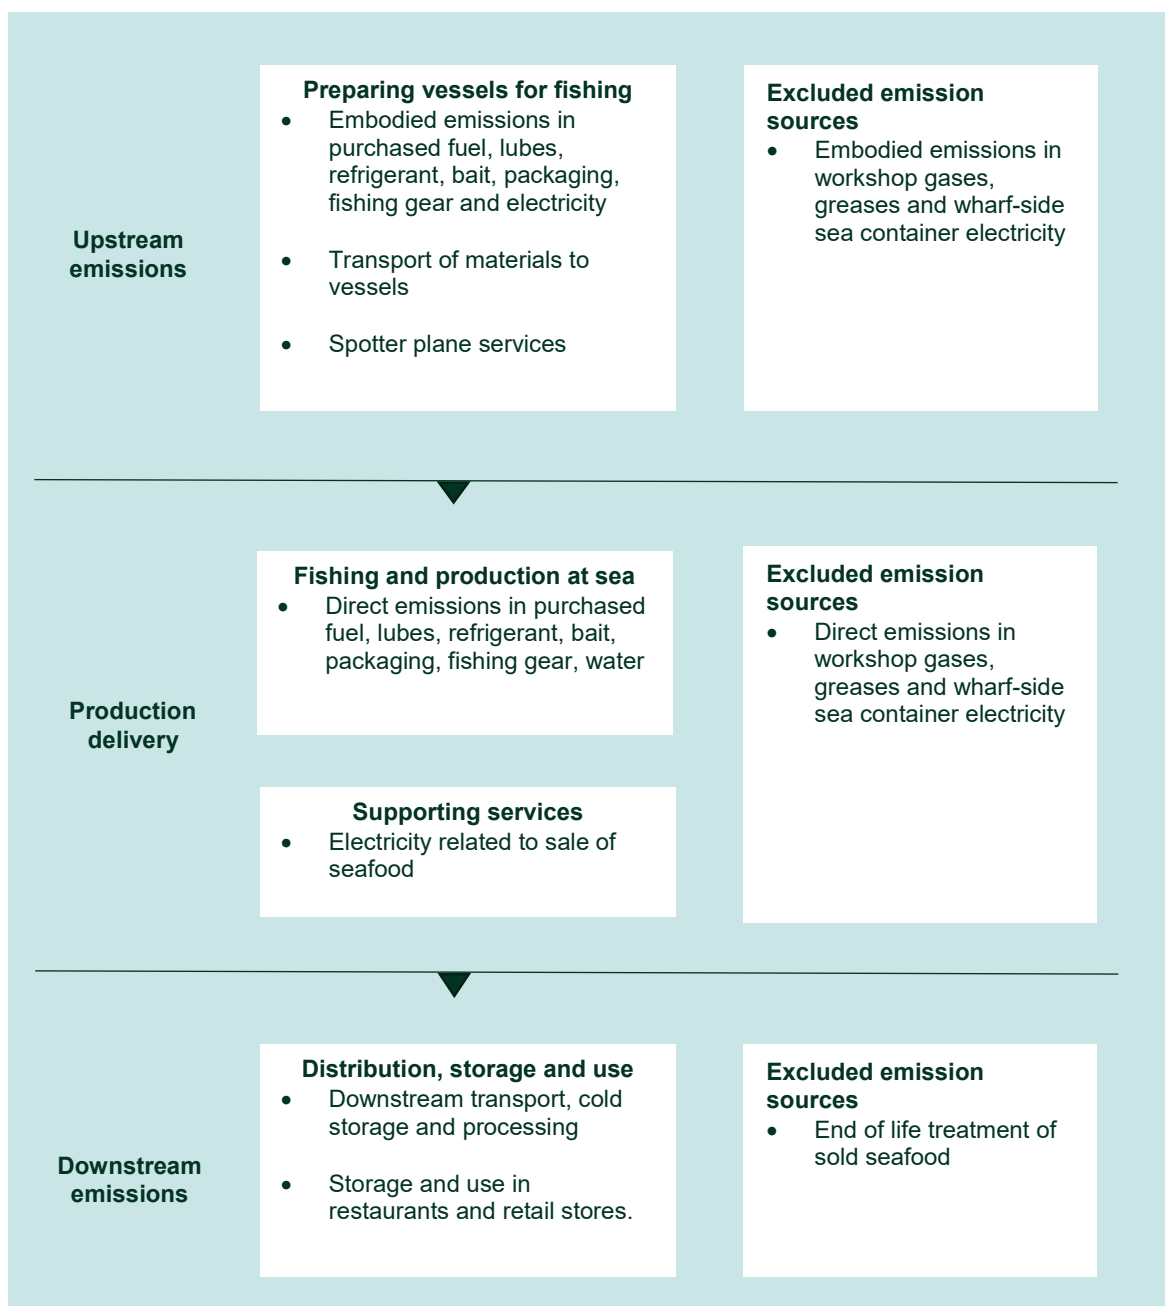 Upstream
emissions
Preparing vessels for fishing
• Embodied emissions in
purchased fuel, lubes,
refrigerant, bait, packaging,
fishing gear and electricity
• Transport of materials to
vessels
• Spotter plane services
Excluded emission
sources
• Embodied emissions in
workshop gases,
greases and wharf-side
sea container electricity
Production
delivery
Fishing and production at sea
• Direct emissions in purchased
fuel, lubes, refrigerant, bait,
packaging, fishing gear, water
Supporting services
• Electricity related to sale of
seafood
Excluded emission
sources
• Direct emissions in
workshop gases,
greases and wharf-side
sea container electricity
Downstream
emissions
Distribution, storage and use
• Downstream transport, cold
storage and processing
• Storage and use in
restaurants and retail stores.
Excluded emission
sources
• End of life treatment of
sold seafood